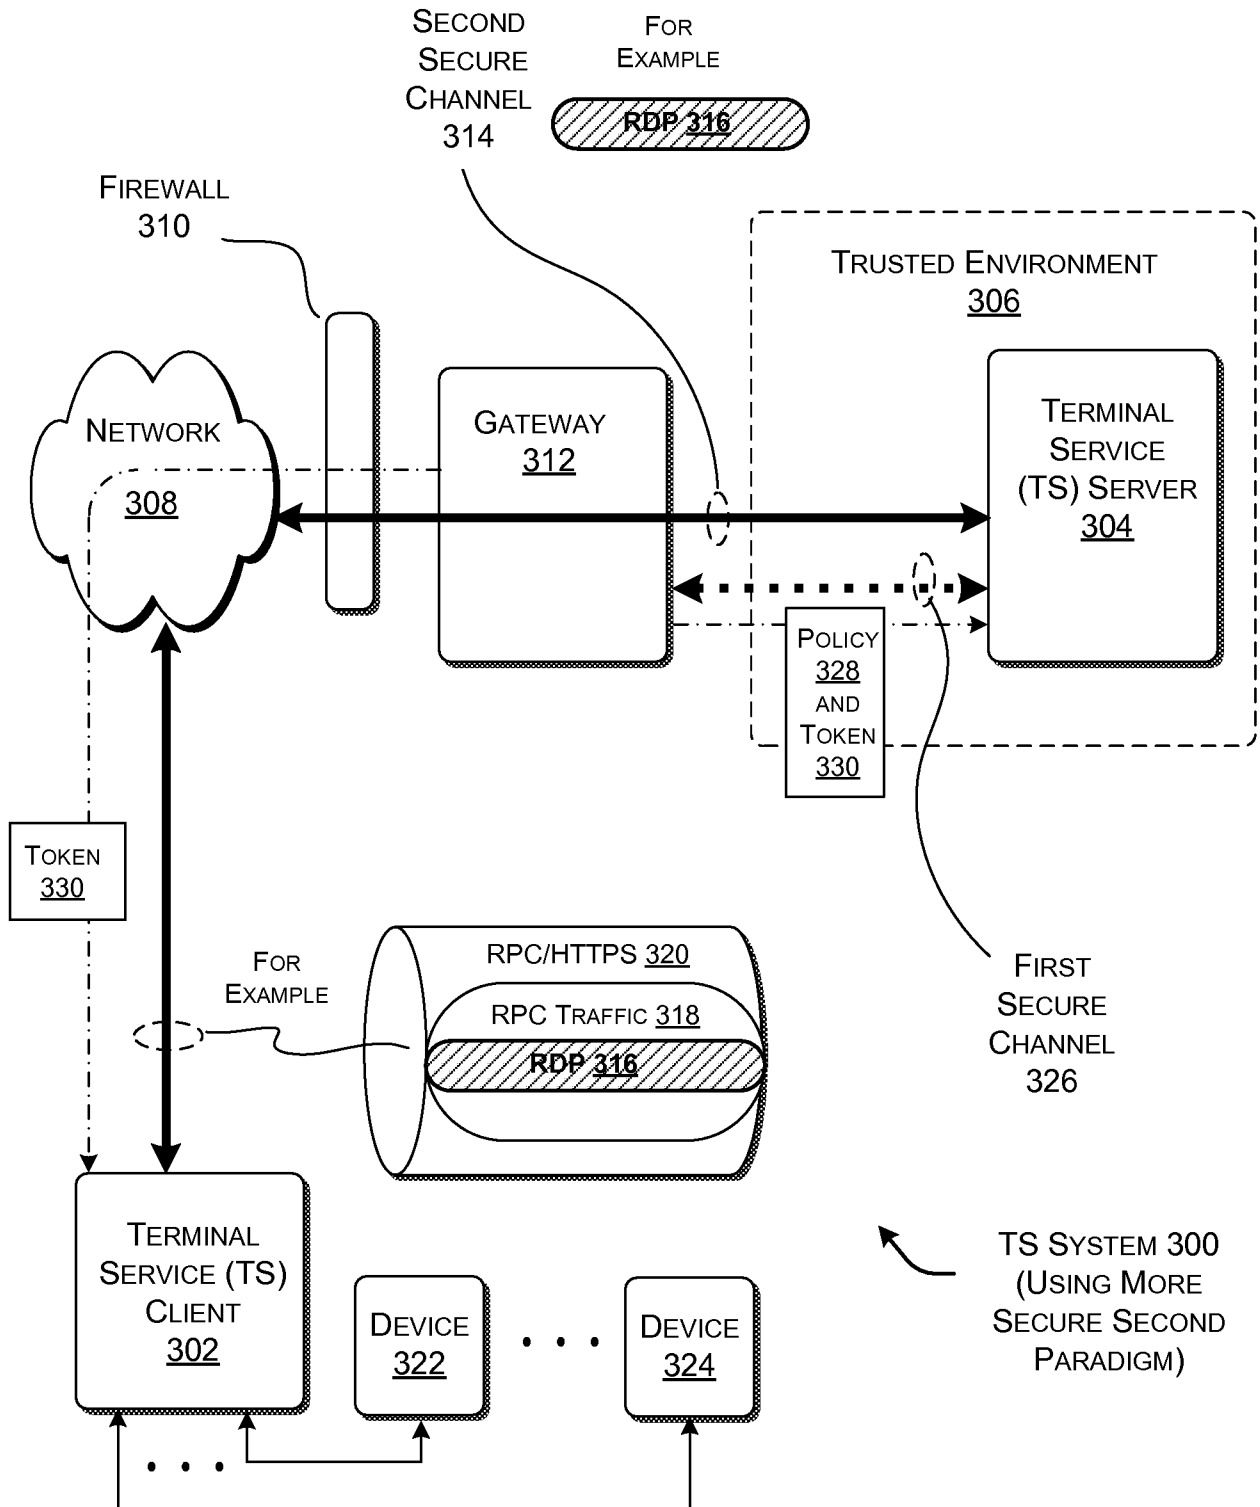 SECOND
SECURE
CHANNEL
314
FOR
EXAMPLE
RDP 316
FIREWALL
310
TRUSTED ENVIRONMENT
306
NETWORK
308
GATEWAY
312
TERMINAL
SERVICE
(TS) SERVER
304
POLICY
328
AND
TOKEN
330
TOKEN
330
FOR
EXAMPLE
RPC/HTTPS 320
RPC TRAFFIC 318
RDP 316
FIRST
SECURE
CHANNEL
326
TERMINAL
SERVICE (TS)
CLIENT
302
DEVICE
322
DEVICE
324
TS SYSTEM 300
(USING MORE
SECURE SECOND
PARADIGM)